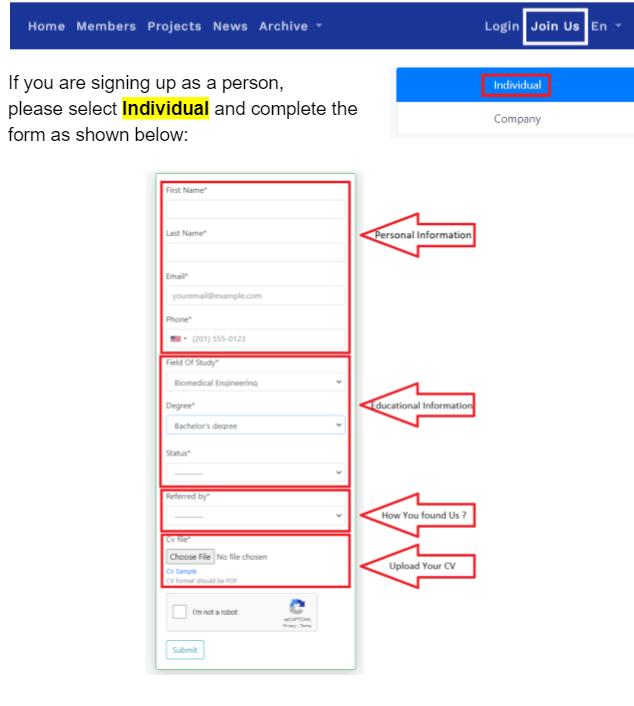 Home Members Projects News Archive Login Join Us En
If you are signing up as a person,
please select Individual and complete the
form as shown below:
Individual
Company
First Name*
Last Name*
Personal Information
Email*
youremail@example.com
Phone*
(201) 555-0123
Field Of Study*
Biomedical Engineering
Degree*
Educational Information
Bachelor's degree
Status*
---------
Referred by*
---------
How You found Us ?
Cv file*
Choose File No file chosen
Upload Your CV
CV Sample
CV format should be PDF
I'm not a robot
reCAPTCHA
Privacy - Terms
Submit